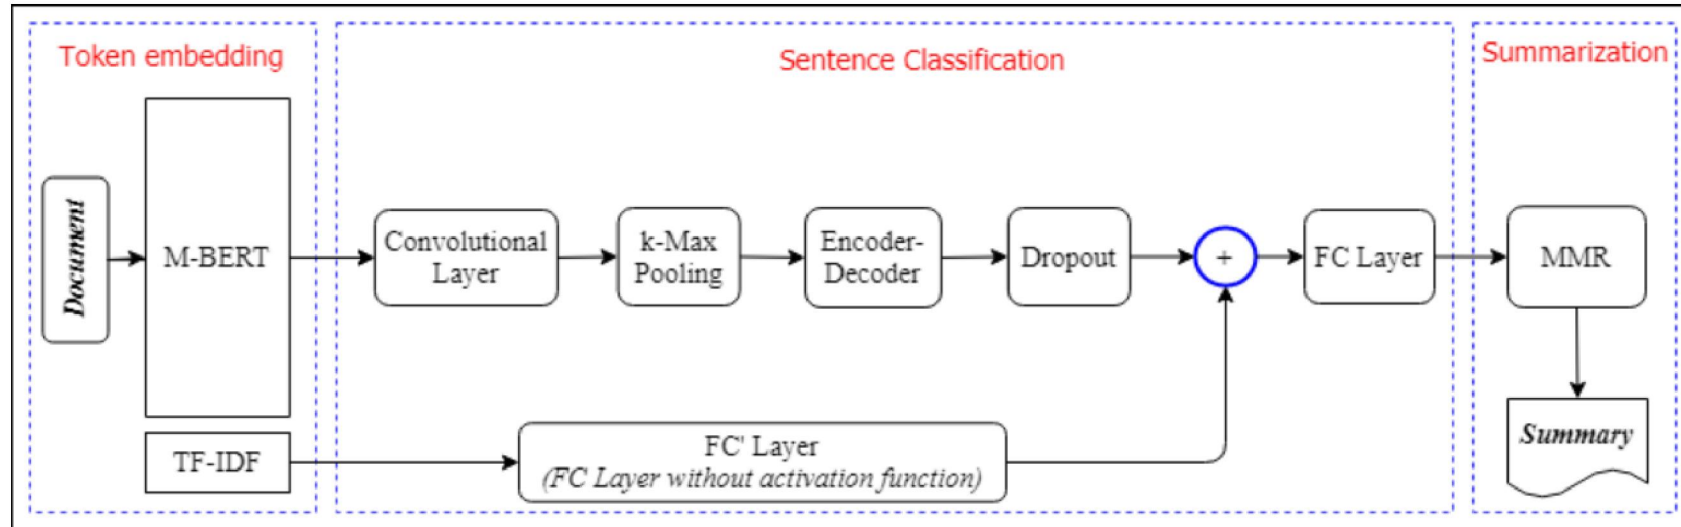 Token embedding
Sentence Classification
Summarization
Document
M-BERT
Convolutional
Layer
k-Max
Pooling
Encoder-
Decoder
Dropout
+
FC Layer
MMR
TF-IDF
FC' Layer
(FC Layer without activation function)
Summary